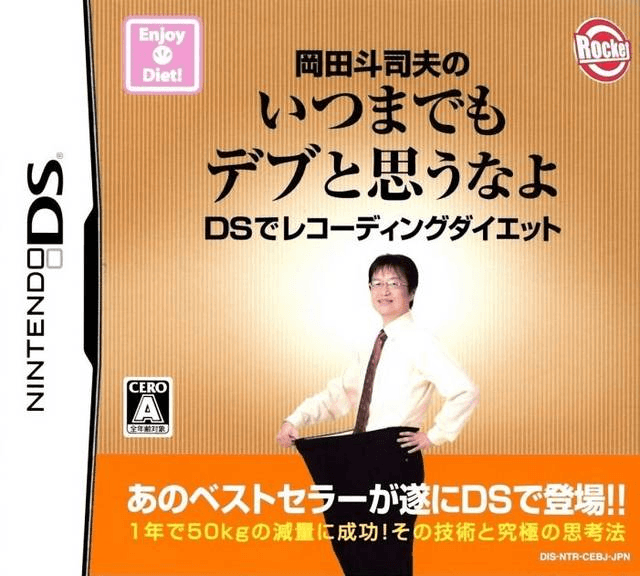 Enjoy
Diet!
Rocket
岡田斗司夫の
いつまでも
デブと思うなよ
DSでレコーディングダイエット
NINTENDO DS®
CERO
A
全年齢対象
あのベストセラーが遂にDSで登場!!
1年で50kgの減量に成功!その技術と究極の思考法
DIS-NTR-CEBJ-JPN